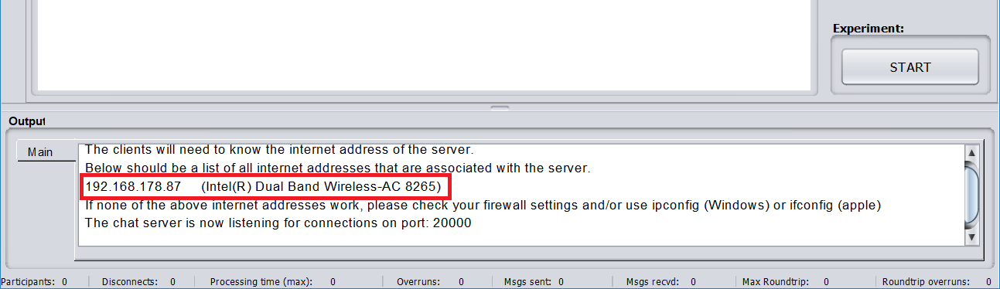 Experiment:
START
Output
Main
The clients will need to know the internet address of the server.
Below should be a list of all internet addresses that are associated with the server.
192.168.178.87 (Intel(R) Dual Band Wireless-AC 8265)
If none of the above internet addresses work, please check your firewall settings and/or use ipconfig (Windows) or ifconfig (apple)
The chat server is now listening for connections on port: 20000
Participants: 0 Disconnects: 0 Processing time (max): 0 Overruns: 0 Msgs sent: 0 Msgs recvd: 0 Max Roundtrip: 0 Roundtrip overruns: 0